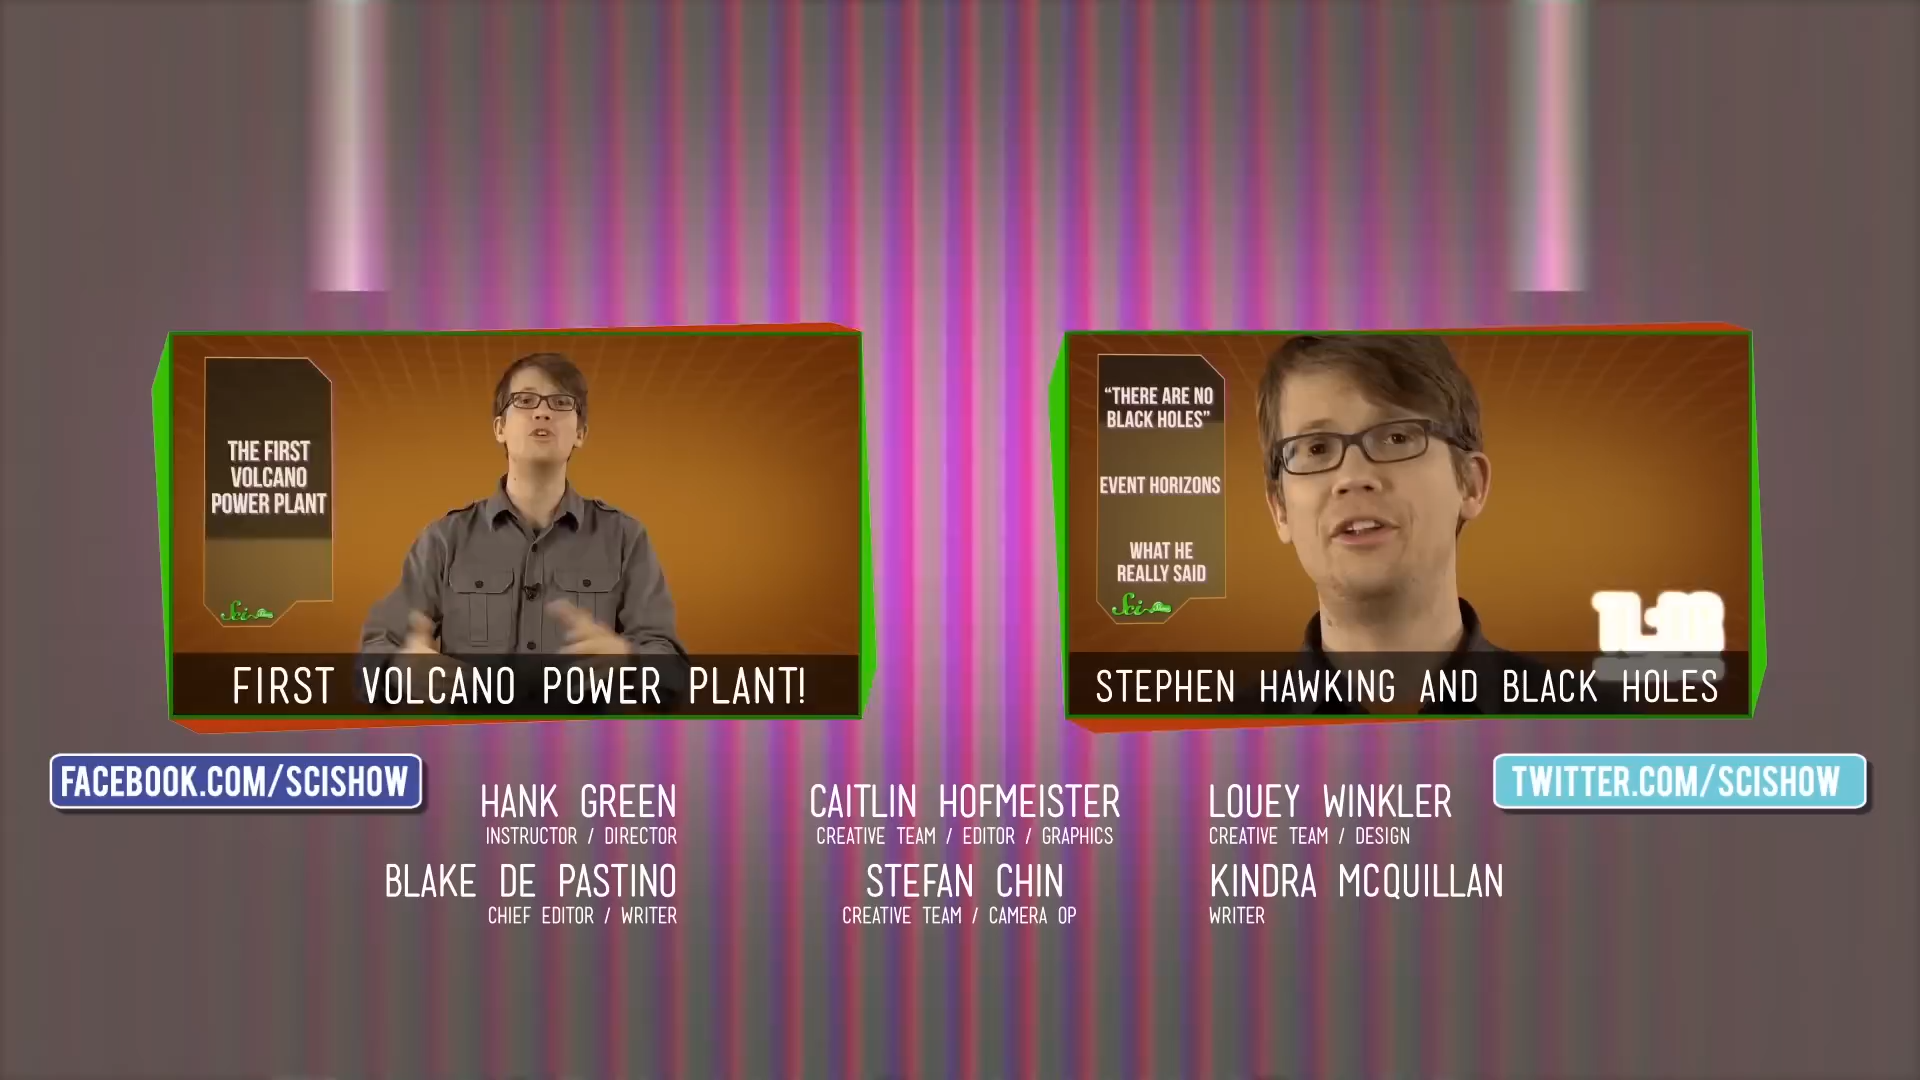 THE FIRST
VOLCANO
POWER PLANT
Sci
FIRST VOLCANO POWER PLANT!
"THERE ARE NO
BLACK HOLES"
EVENT HORIZONS
WHAT HE
REALLY SAID
Sci
STEPHEN HAWKING AND BLACK HOLES
FACEBOOK.COM/SCISHOW
TWITTER.COM/SCISHOW
HANK GREEN
INSTRUCTOR / DIRECTOR
CAITLIN HOFMEISTER
CREATIVE TEAM / EDITOR / GRAPHICS
LOUEY WINKLER
CREATIVE TEAM / DESIGN
BLAKE DE PASTINO
CHIEF EDITOR / WRITER
STEFAN CHIN
CREATIVE TEAM / CAMERA OP
KINDRA MCQUILLAN
WRITER